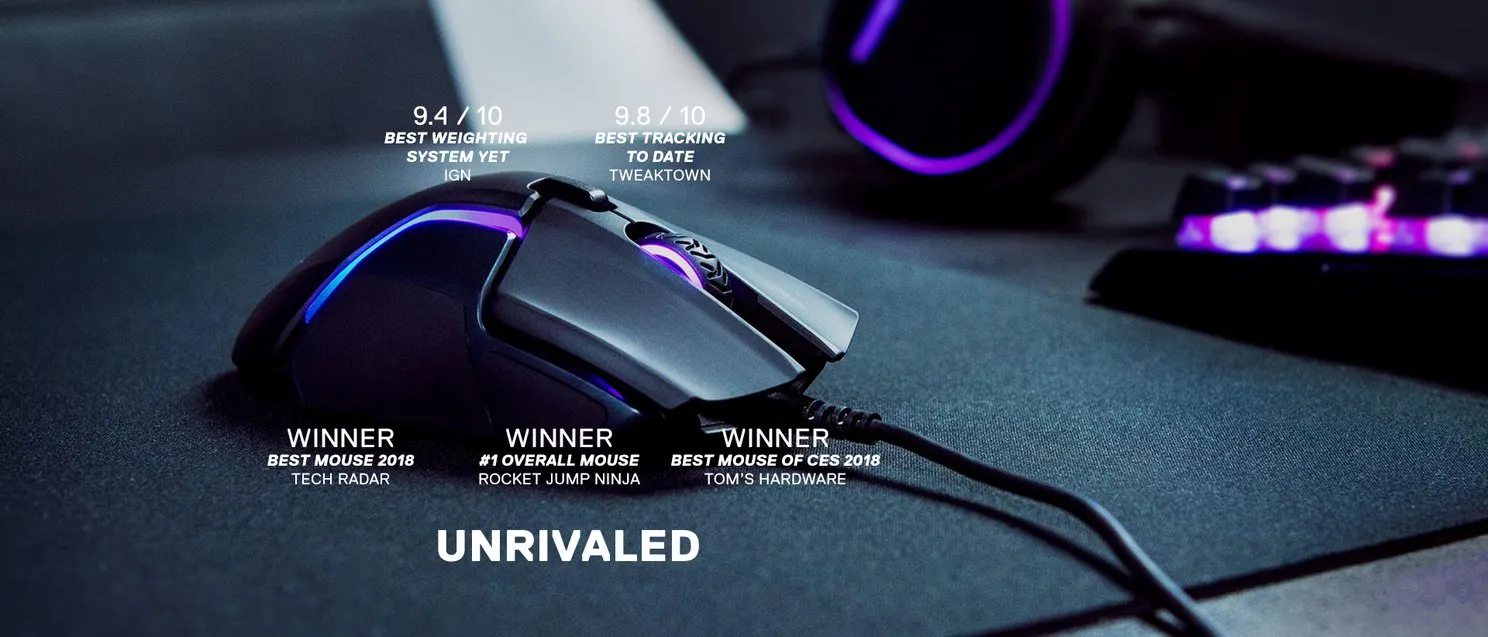 9.4 / 10
BEST WEIGHTING
SYSTEM YET
IGN
9.8 / 10
BEST TRACKING
TO DATE
TWEAKTOWN
WINNER
BEST MOUSE 2018
TECH RADAR
WINNER
#1 OVERALL MOUSE
ROCKET JUMP NINJA
WINNER
BEST MOUSE OF CES 2018
TOM'S HARDWARE
UNRIVALED